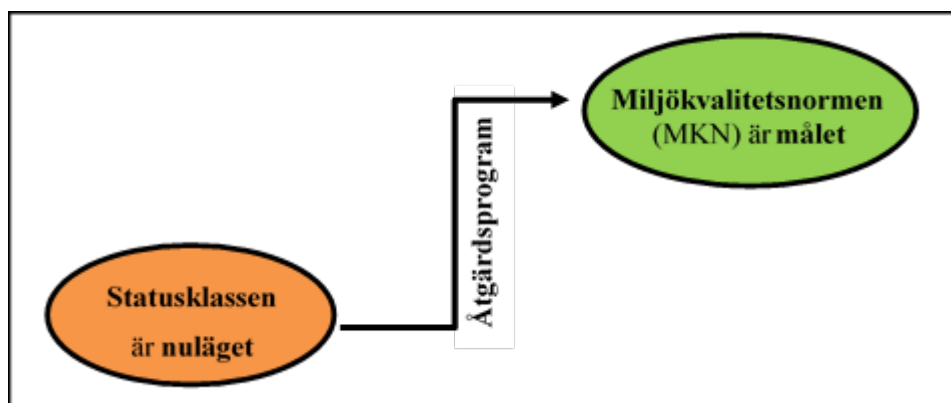 Miljökvalitetsnormen
(MKN) är målet
Åtgärdsprogram
Statusklassen
är nuläget